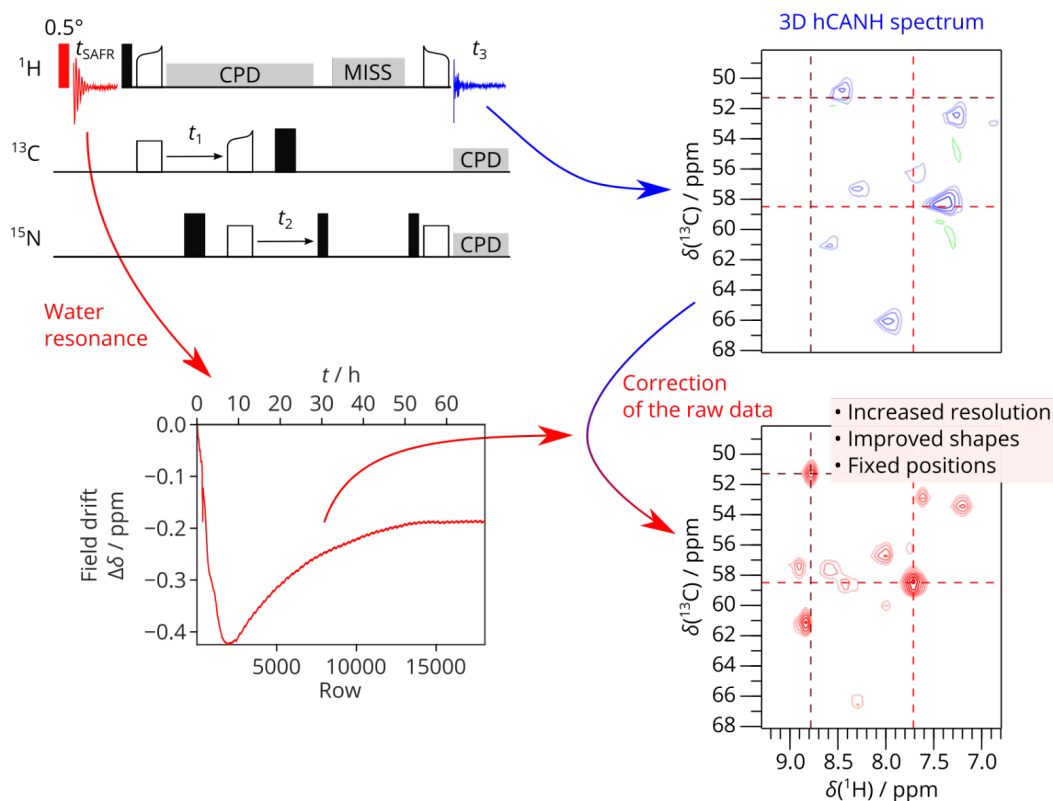 0.5°
t_SAFR
¹H
CPD
MISS
t₃
¹³C
t₁
CPD
¹⁵N
t₂
CPD
Water
resonance
t / h
0 10 20 30 40 50 60
0.0
−0.1
−0.2
−0.3
−0.4
Field drift
Δδ / ppm
5000 10000 15000
Row
3D hCANH spectrum
50
52
54
56
58
60
62
64
66
68
δ(¹³C) / ppm
Correction
of the raw data
• Increased resolution
• Improved shapes
• Fixed positions
50
52
54
56
58
60
62
64
66
68
δ(¹³C) / ppm
9.0 8.5 8.0 7.5 7.0
δ(¹H) / ppm